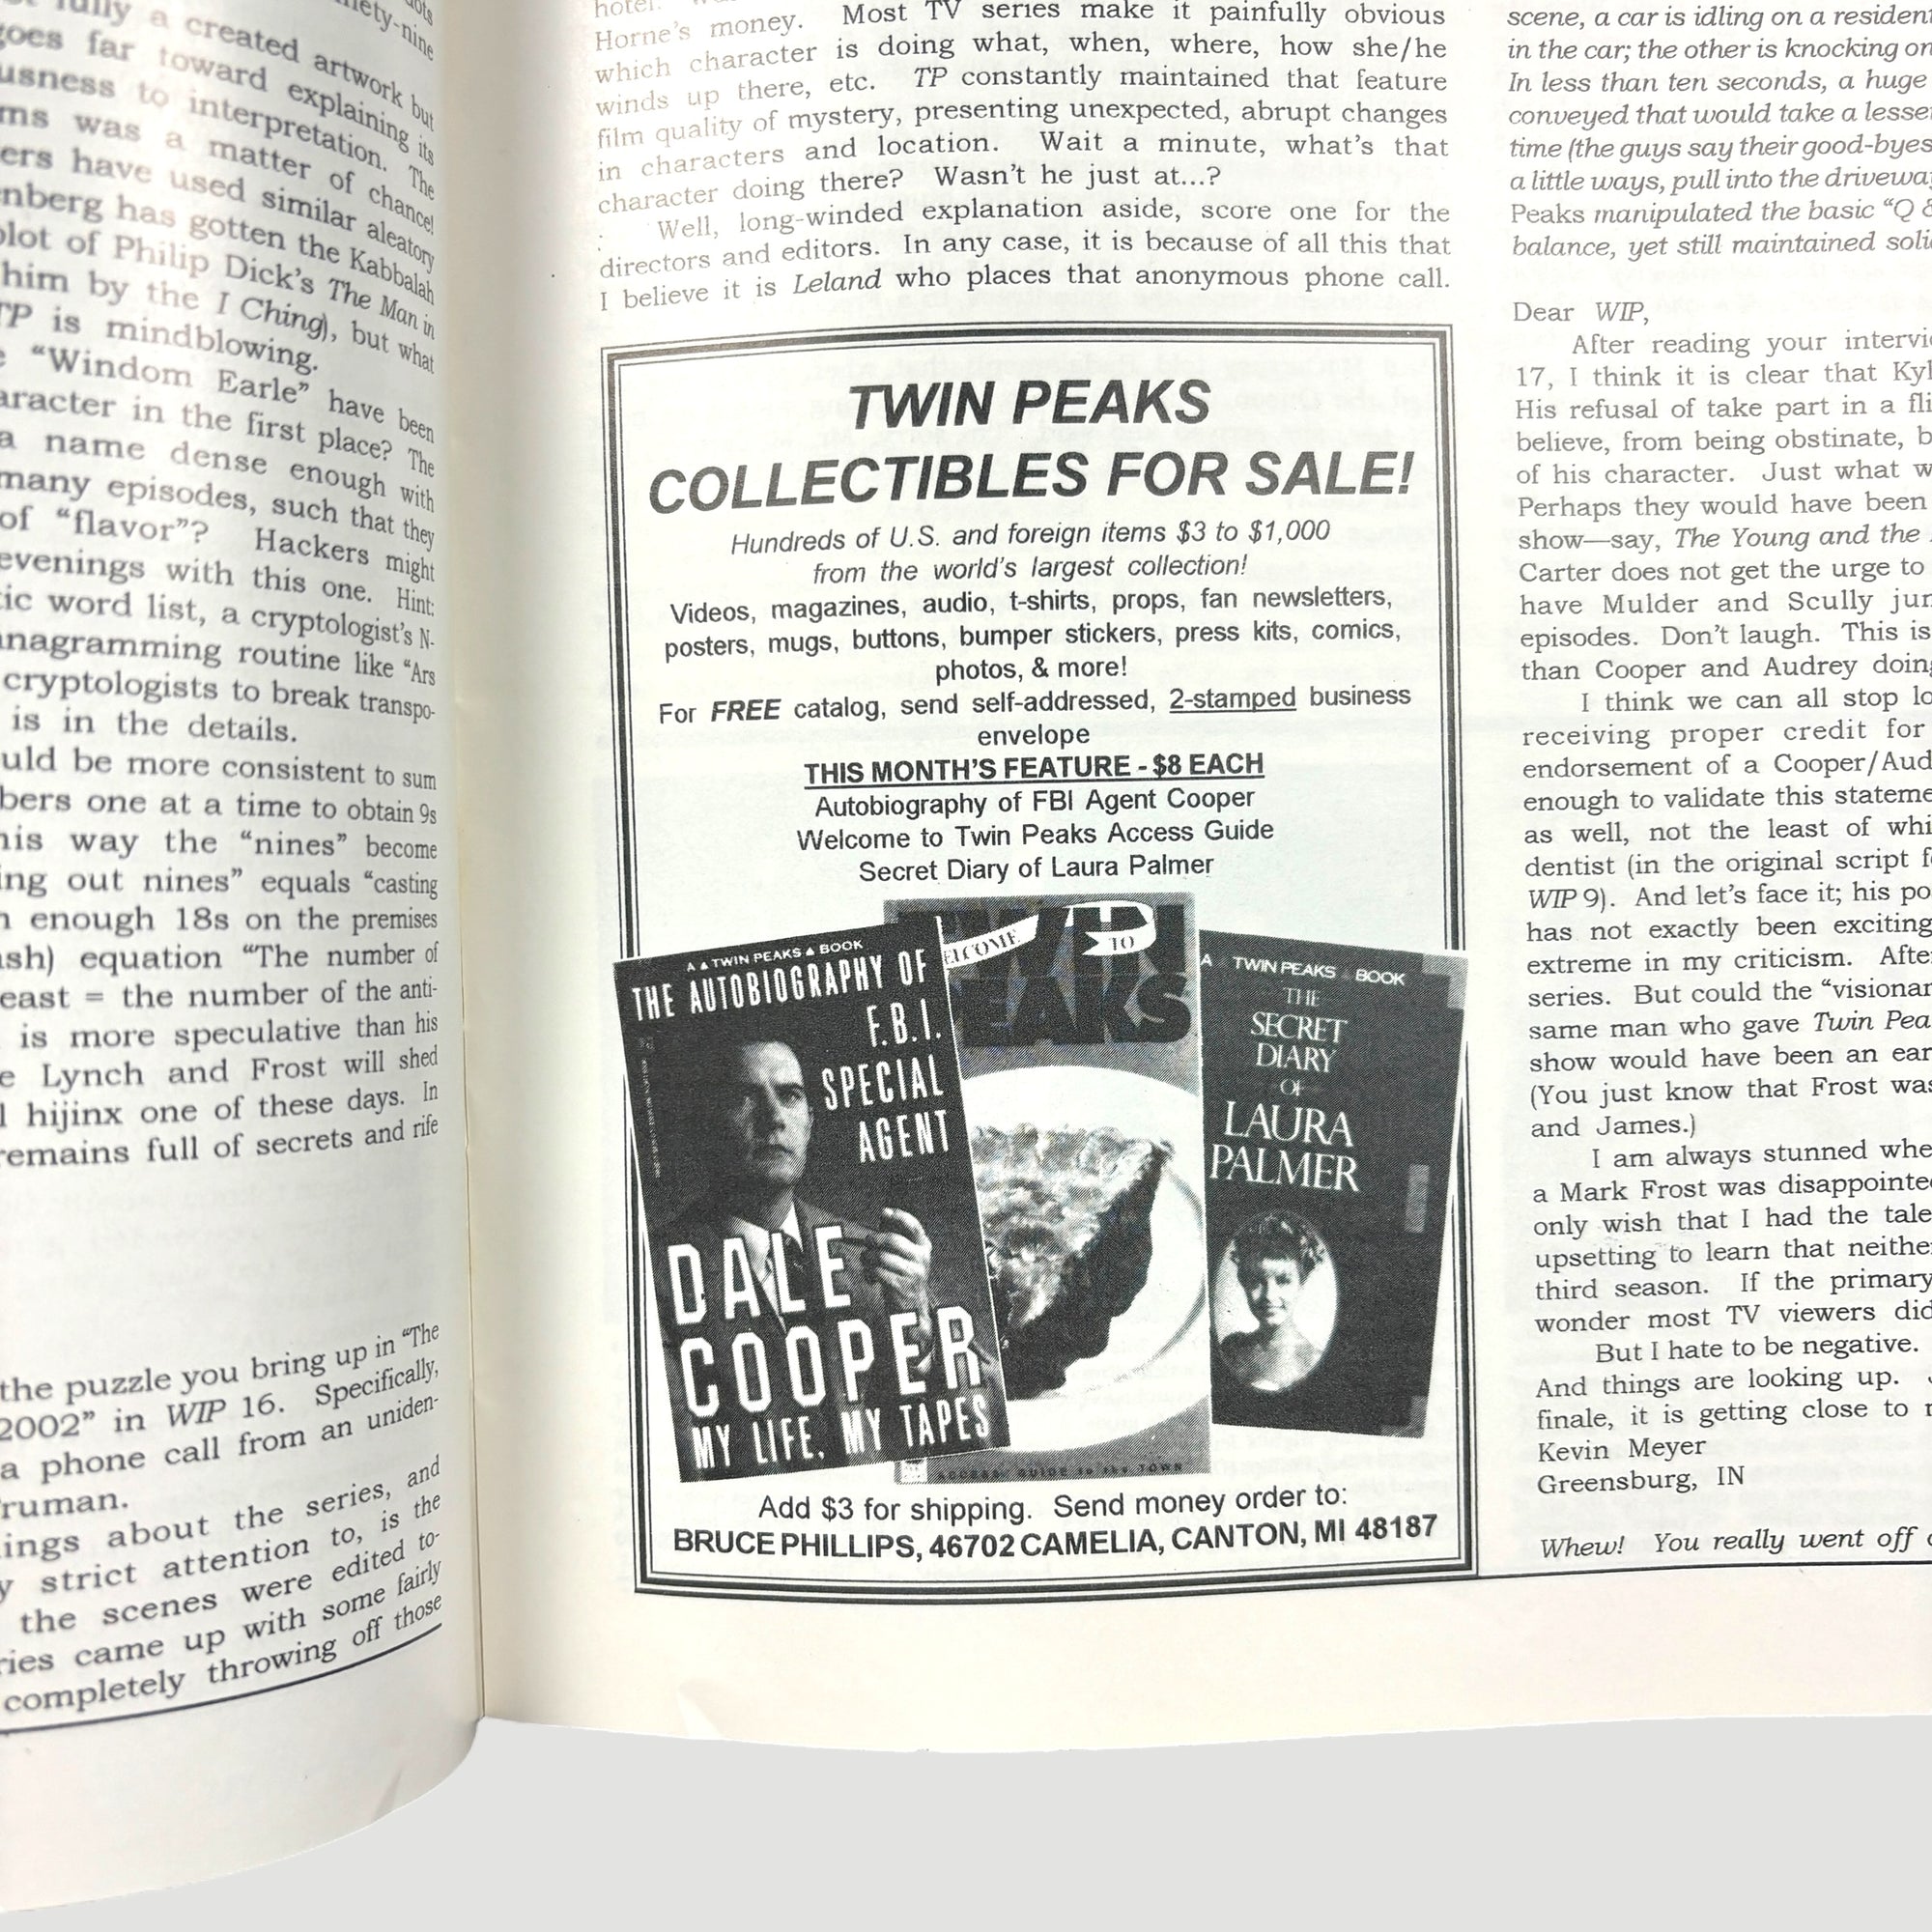 dots
ninety-nine
fully a created artwork but
goes far toward explaining its
usness to interpretation. The
ms was a matter of chance!
ers have used similar aleatory
nberg has gotten the Kabbalah
plot of Philip Dick's The Man in
him by the I Ching), but what
TP is mindblowing.
"Windom Earle" have been
aracter in the first place? The
a name dense enough with
many episodes, such that they
of "flavor"? Hackers might
evenings with this one. Hint:
tic word list, a cryptologist's N-
anagramming routine like "Ars
cryptologists to break transpo-
is in the details.
uld be more consistent to sum
bers one at a time to obtain 9s
his way the "nines" become
ing out nines" equals "casting
n enough 18s on the premises
ash) equation "The number of
east = the number of the anti-
is more speculative than his
e Lynch and Frost will shed
l hijinx one of these days. In
remains full of secrets and rife
the puzzle you bring up in "The
2002" in WIP 16. Specifically,
a phone call from an uniden-
Truman.
ings about the series, and
y strict attention to, is the
the scenes were edited to-
ries came up with some fairly
completely throwing off those
hotel.
Horne's money. Most TV series make it painfully obvious
which character is doing what, when, where, how she/he
winds up there, etc. TP constantly maintained that feature
film quality of mystery, presenting unexpected, abrupt changes
in characters and location. Wait a minute, what's that
character doing there? Wasn't he just at...?
Well, long-winded explanation aside, score one for the
directors and editors. In any case, it is because of all this that
I believe it is Leland who places that anonymous phone call.
TWIN PEAKS
COLLECTIBLES FOR SALE!
Hundreds of U.S. and foreign items $3 to $1,000
from the world's largest collection!
Videos, magazines, audio, t-shirts, props, fan newsletters,
posters, mugs, buttons, bumper stickers, press kits, comics,
photos, & more!
For FREE catalog, send self-addressed, 2-stamped business
envelope
THIS MONTH'S FEATURE - $8 EACH
Autobiography of FBI Agent Cooper
Welcome to Twin Peaks Access Guide
Secret Diary of Laura Palmer
A TWIN PEAKS BOOK
THE AUTOBIOGRAPHY OF
F.B.I.
SPECIAL
AGENT
DALE
COOPER
MY LIFE, MY TAPES
ELCOME TO
TWIN
PEAKS
ACCESS GUIDE to the TOWN
A TWIN PEAKS BOOK
THE
SECRET
DIARY
OF
LAURA
PALMER
Add $3 for shipping. Send money order to:
BRUCE PHILLIPS, 46702 CAMELIA, CANTON, MI 48187
scene, a car is idling on a resident
in the car; the other is knocking on
In less than ten seconds, a huge
conveyed that would take a lesser
time (the guys say their good-byes
a little ways, pull into the driveway
Peaks manipulated the basic "Q &
balance, yet still maintained soli
Dear WIP,
After reading your intervi
17, I think it is clear that Kyl
His refusal of take part in a fli
believe, from being obstinate, b
of his character. Just what w
Perhaps they would have been
show—say, The Young and the
Carter does not get the urge to
have Mulder and Scully jum
episodes. Don't laugh. This is
than Cooper and Audrey doing
I think we can all stop lo
receiving proper credit for
endorsement of a Cooper/Aud
enough to validate this stateme
as well, not the least of whi
dentist (in the original script f
WIP 9). And let's face it; his po
has not exactly been exciting
extreme in my criticism. After
series. But could the "visionar
same man who gave Twin Pea
show would have been an ear
(You just know that Frost was
and James.)
I am always stunned whe
a Mark Frost was disappointe
only wish that I had the tale
upsetting to learn that neithe
third season. If the primary
wonder most TV viewers did
But I hate to be negative.
And things are looking up.
finale, it is getting close to
Kevin Meyer
Greensburg, IN
Whew! You really went off